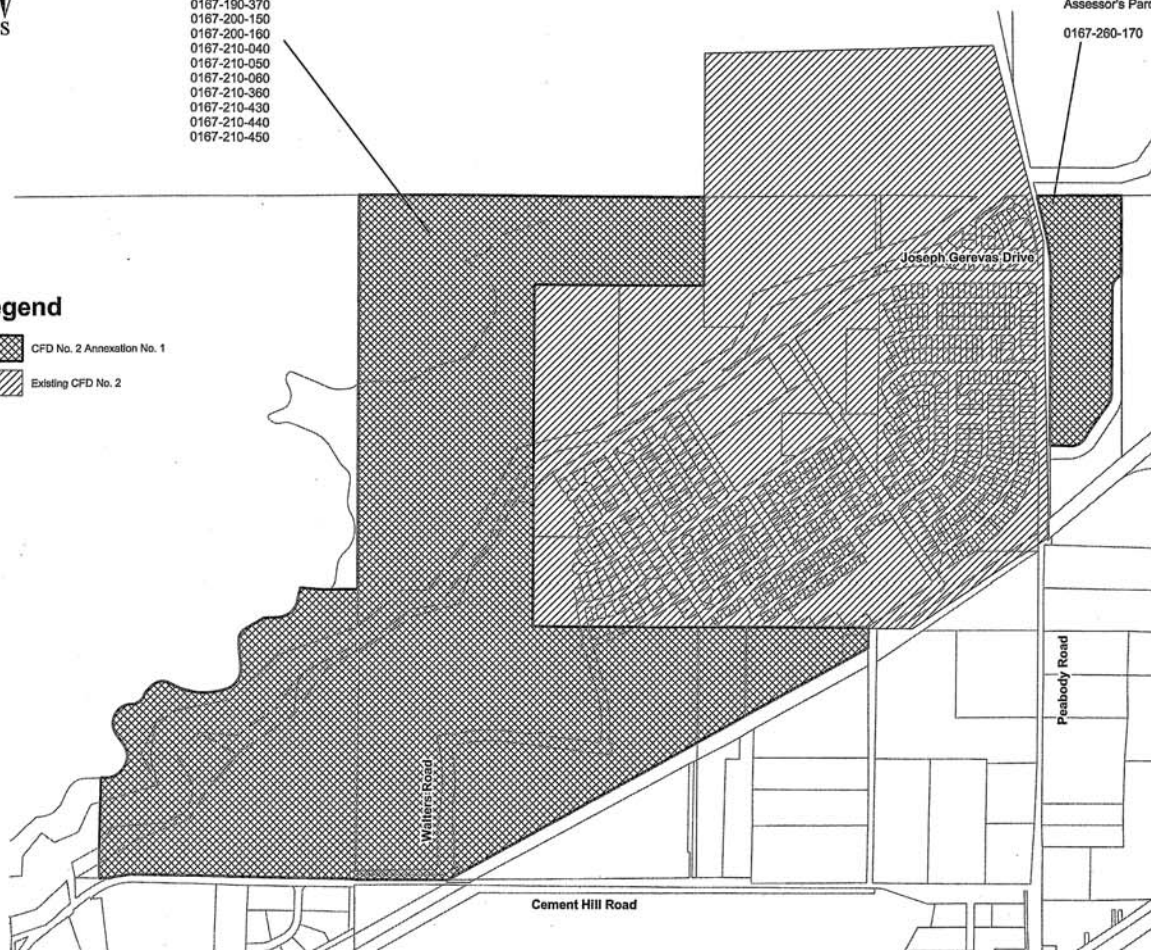 0167-190-370
0167-200-150
0167-200-160
0167-210-040
0167-210-050
0167-210-060
0167-210-360
0167-210-430
0167-210-440
0167-210-450
Assessor's Parc
0167-260-170
Joseph Gerevas Drive
egend
CFD No. 2 Annexation No. 1
Existing CFD No. 2
Peabody Road
Walters Road
Cement Hill Road